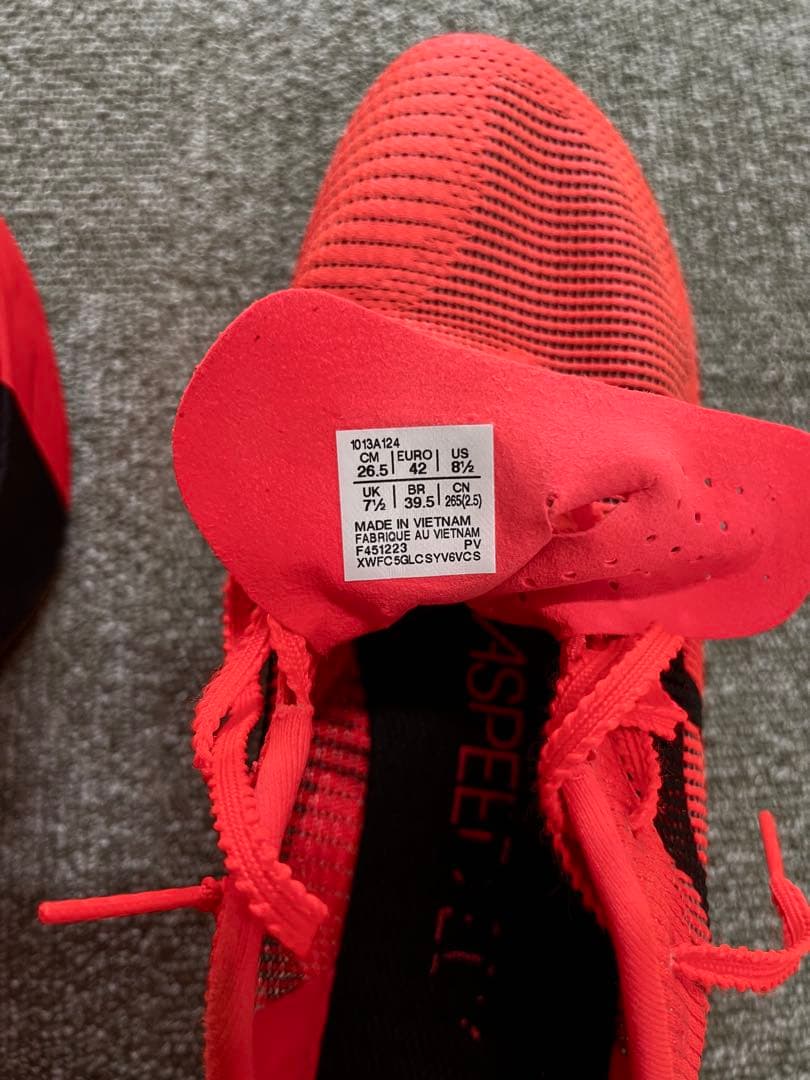 1013A124
CM | EURO | US
26.5 | 42 | 8½
UK | BR | CN
7½ | 39.5 | 265(2.5)
MADE IN VIETNAM
FABRIQUE AU VIETNAM
F451223 PV
XWFC5GLCSYV6VCS